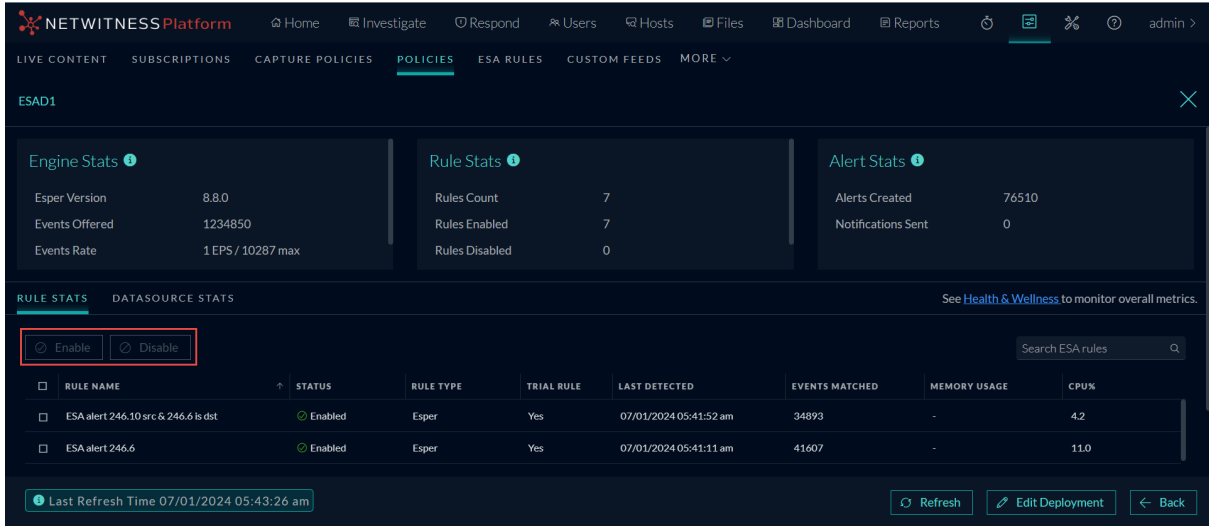 NETWITNESS Platform Home Investigate Respond Users Hosts Files Dashboard Reports admin >
LIVE CONTENT SUBSCRIPTIONS CAPTURE POLICIES POLICIES ESA RULES CUSTOM FEEDS MORE
ESAD1
Engine Stats
Esper Version 8.8.0
Events Offered 1234850
Events Rate 1 EPS / 10287 max
Rule Stats
Rules Count 7
Rules Enabled 7
Rules Disabled 0
Alert Stats
Alerts Created 76510
Notifications Sent 0
RULE STATS DATASOURCE STATS See Health & Wellness to monitor overall metrics.
Enable Disable Search ESA rules
RULE NAME STATUS RULE TYPE TRIAL RULE LAST DETECTED EVENTS MATCHED MEMORY USAGE CPU%
ESA alert 246.10 src & 246.6 is dst Enabled Esper Yes 07/01/2024 05:41:52 am 34893 - 4.2
ESA alert 246.6 Enabled Esper Yes 07/01/2024 05:41:11 am 41607 - 11.0
Last Refresh Time 07/01/2024 05:43:26 am Refresh Edit Deployment Back